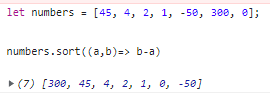 let numbers = [45, 4, 2, 1, -50, 300, 0];
numbers.sort((a,b)=> b-a)
▶(7) [300, 45, 4, 2, 1, 0, -50]